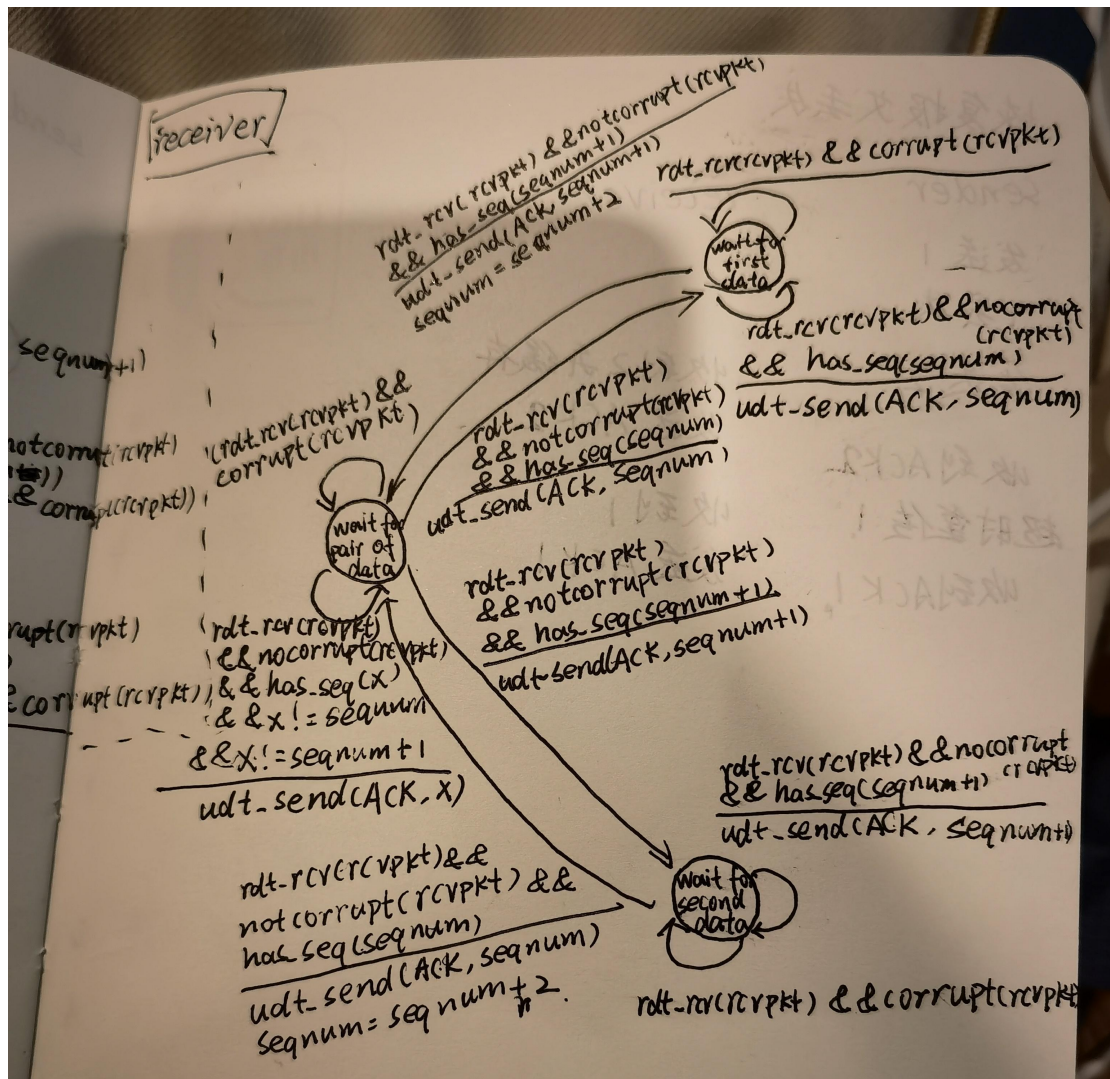 receiver
rdt_rcv(rcvpkt) && notcorrupt(rcvpkt)
&& has_seq(seqnum+1)
udt_send(ACK, seqnum+1)
seqnum = seqnum+2
rdt_rcv(rcvpkt) && corrupt(rcvpkt)
wait for
first
data
rdt_rcv(rcvpkt) && nocorrupt
(rcvpkt)
&& has_seq(seqnum)
udt_send(ACK, seqnum)
seqnum+1)
(rdt_rcv(rcvpkt) &&
corrupt(rcvpkt)
rdt_rcv(rcvpkt)
&& notcorrupt(rcvpkt)
&& has_seq(seqnum)
udt_send(ACK, seqnum)
notcorrut(rcvpkt)
& corrupt(rcvpkt))
wait for
pair of
data
rdt_rcv(rcvpkt)
&& notcorrupt(rcvpkt)
&& has_seq(seqnum+1)
udt_send(ACK, seqnum+1)
rupt(rcvpkt)
& corrupt(rcvpkt))
rdt_rcv(rcvpkt)
&& nocorrupt(rcvpkt)
&& has_seq(x)
&& x != seqnum
&& x != seqnum+1
udt_send(ACK, x)
rdt_rcv(rcvpkt) && nocorrupt
(rcvpkt)
&& has_seq(seqnum+1)
udt_send(ACK, seqnum+1)
wait for
second
data
rdt_rcv(rcvpkt) &&
notcorrupt(rcvpkt) &&
has_seq(seqnum)
udt_send(ACK, seqnum)
seqnum = seqnum+2.
rdt_rcv(rcvpkt) && corrupt(rcvpkt